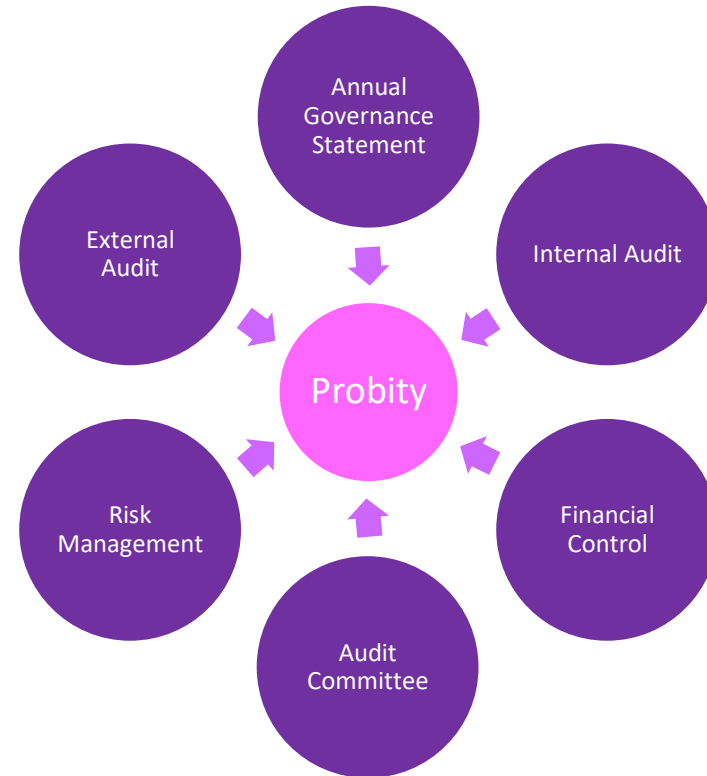 Annual
Governance
Statement
External
Audit
Internal Audit
Probity
Risk
Management
Financial
Control
Audit
Committee